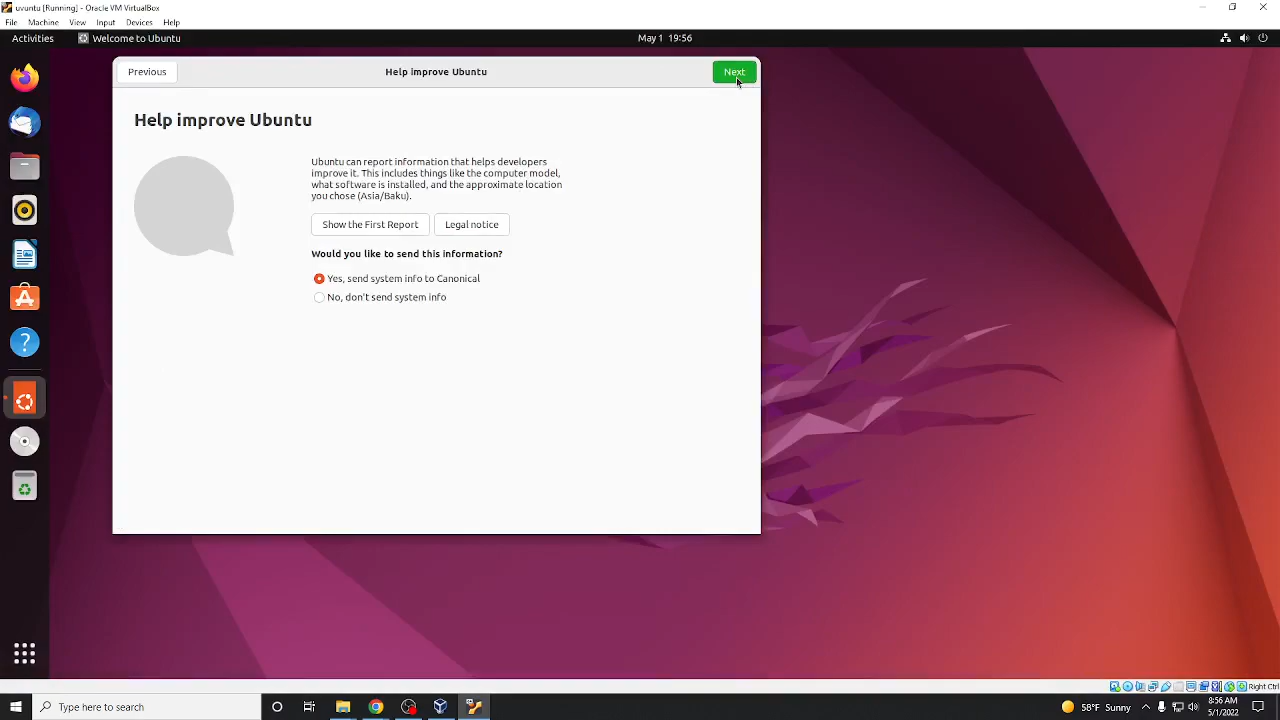 uvuntu [Running] - Oracle VM VirtualBox
File Machine View Input Devices Help
Activities Welcome to Ubuntu May 1 19:56
Previous Help improve Ubuntu Next
Help improve Ubuntu
Ubuntu can report information that helps developers
improve it. This includes things like the computer model,
what software is installed, and the approximate location
you chose (Asia/Baku).
Show the First Report Legal notice
Would you like to send this information?
Yes, send system info to Canonical
No, don't send system info
Right Ctrl
Type here to search
58°F Sunny
8:56 AM
5/1/2022